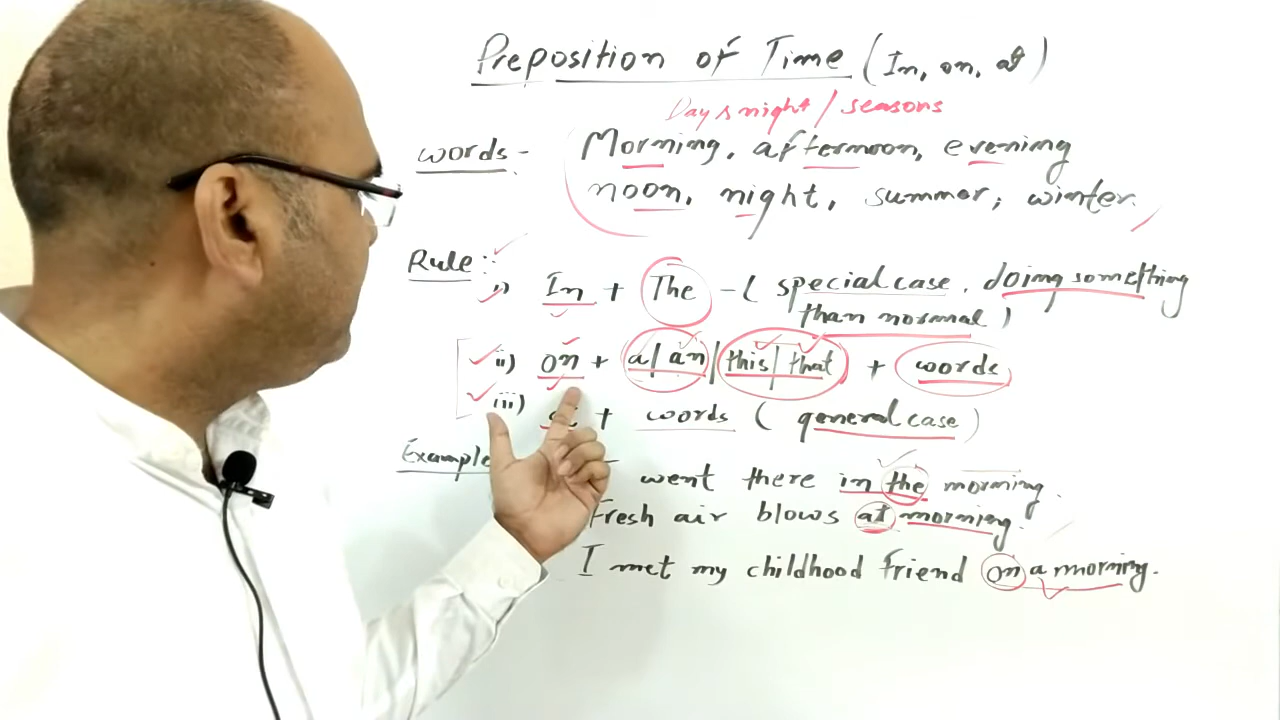 Preposition of Time (In, on, at)
Day & night / seasons
words - Morning, afternoon, evening
noon, night, summer, winter.
Rule:
i) In + The - ( special case, doing something
than normal )
ii) on + a | an | this | that + words
iii) + words ( general case )
Example
went there in the morning.
Fresh air blows at morning.
I met my childhood friend on a morning.